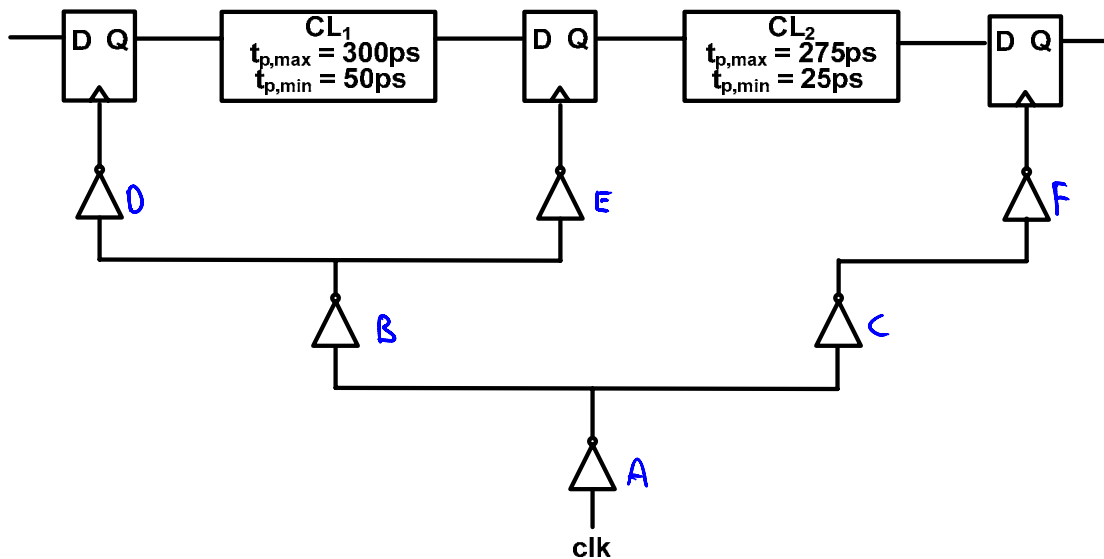 D Q
CL1
tp,max = 300ps
tp,min = 50ps
D Q
CL2
tp,max = 275ps
tp,min = 25ps
D Q
D
E
F
B
C
A
clk